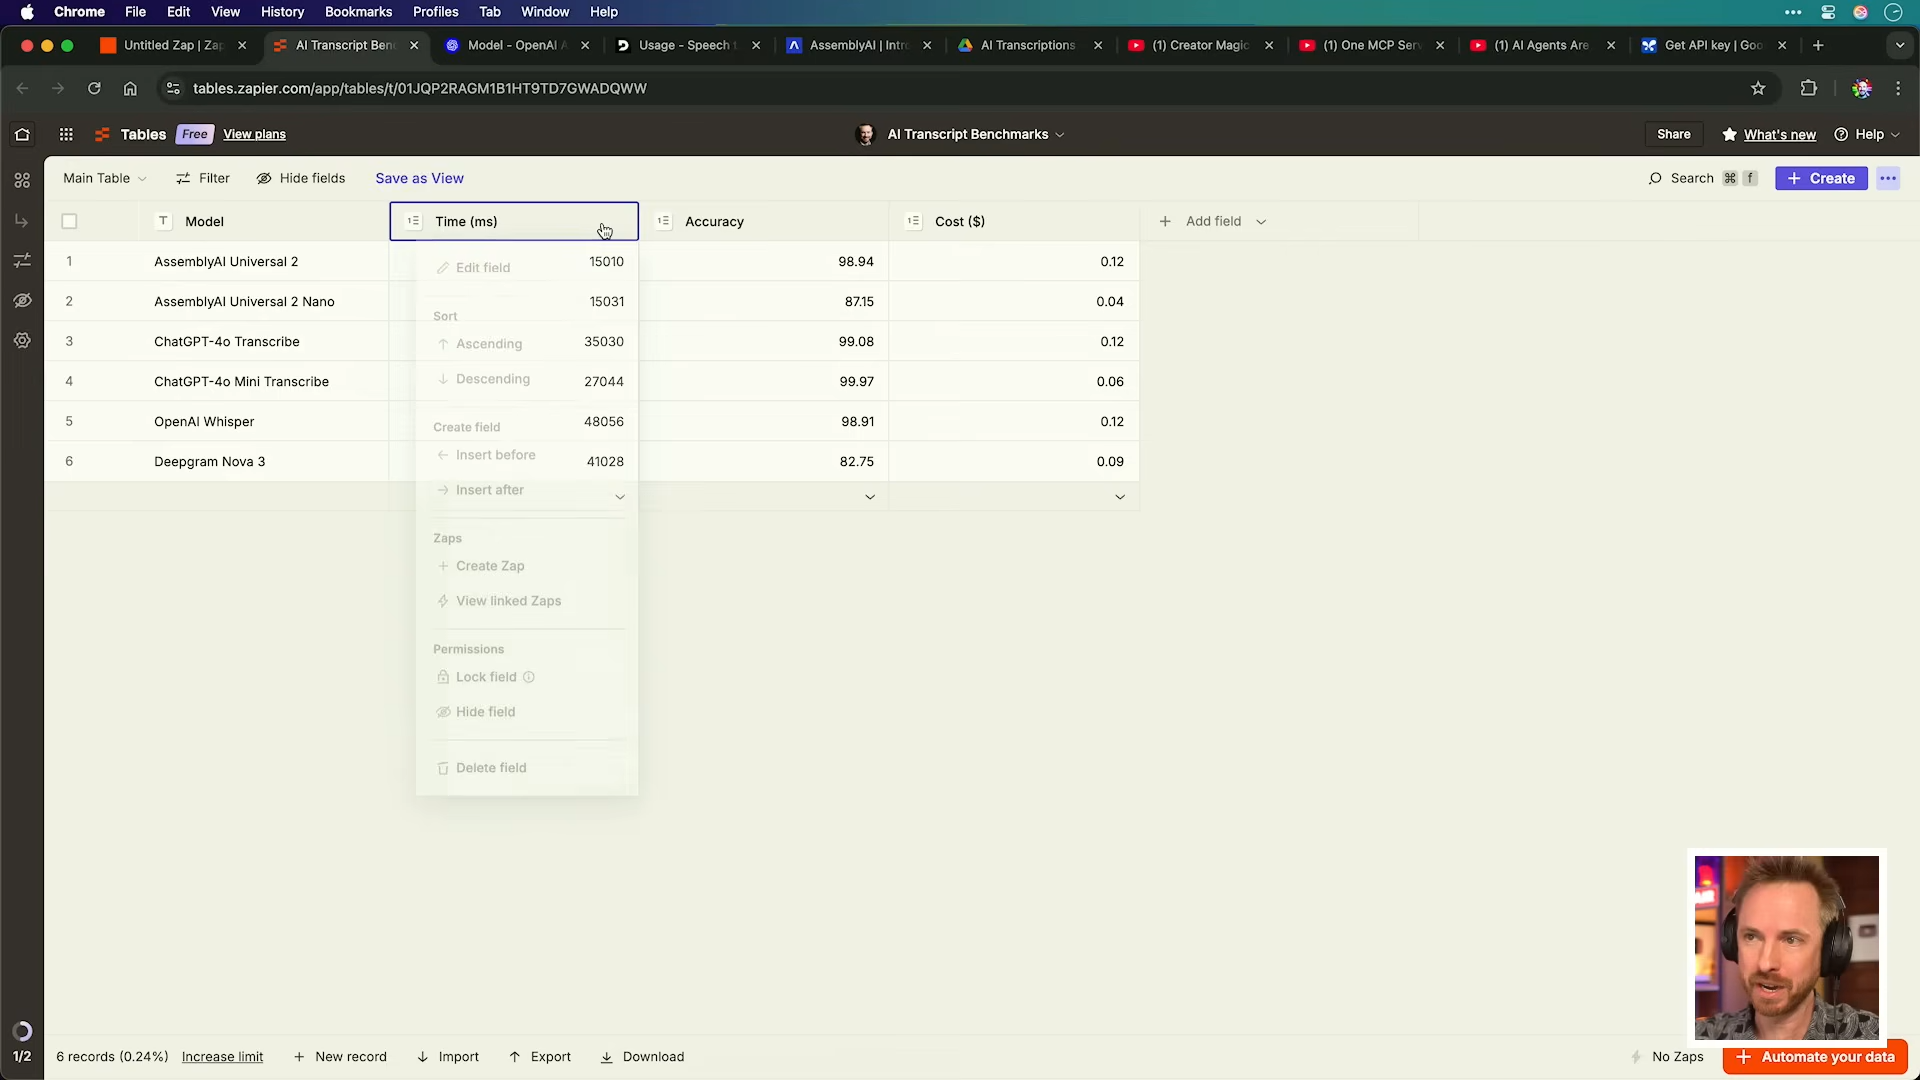 Chrome File Edit View History Bookmarks Profiles Tab Window Help
Untitled Zap | Zap AI Transcript Ben Model - OpenAI A Usage - Speech t AssemblyAI | Intr AI Transcriptions (1) Creator Magic (1) One MCP Serv (1) AI Agents Are Get API key | Goo
tables.zapier.com/app/tables/t/01JQP2RAGM1B1HT9TD7GWADQWW
Tables Free View plans AI Transcript Benchmarks Share What's new Help
Main Table Filter Hide fields Save as View Search ⌘ f + Create
Model Time (ms) Accuracy Cost ($) + Add field
1 AssemblyAI Universal 2 15010 98.94 0.12
Edit field
2 AssemblyAI Universal 2 Nano 15031 87.15 0.04
Sort
3 ChatGPT-4o Transcribe 35030 99.08 0.12
Ascending
4 ChatGPT-4o Mini Transcribe 27044 99.97 0.06
Descending
5 OpenAI Whisper 48056 98.91 0.12
Create field
Insert before
6 Deepgram Nova 3 41028 82.75 0.09
Insert after
Zaps
Create Zap
View linked Zaps
Permissions
Lock field
Hide field
Delete field
1/2 6 records (0.24%) Increase limit + New record Import Export Download No Zaps + Automate your data